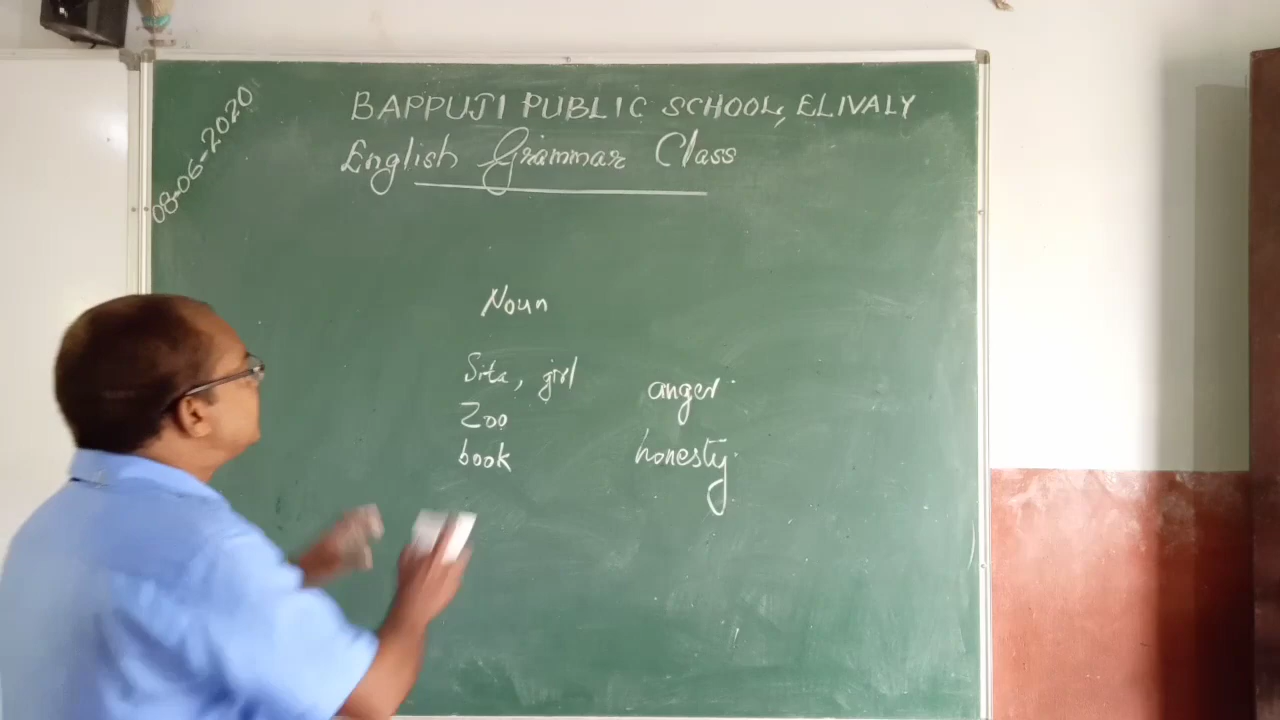 08-06-2020
BAPPUJI PUBLIC SCHOOL, ELIVALY
English Grammar Class
Noun
Sita, girl
Zoo
book
anger
honesty